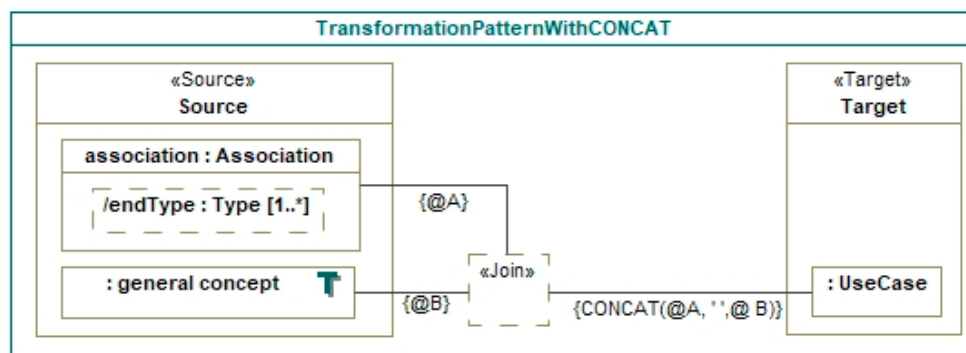 TransformationPatternWithCONCAT
«Source»
Source
association : Association
/endType : Type [1..*]
: general concept
{@A}
{@B}
«Join»
{CONCAT(@A, ' ',@ B)}
«Target»
Target
: UseCase